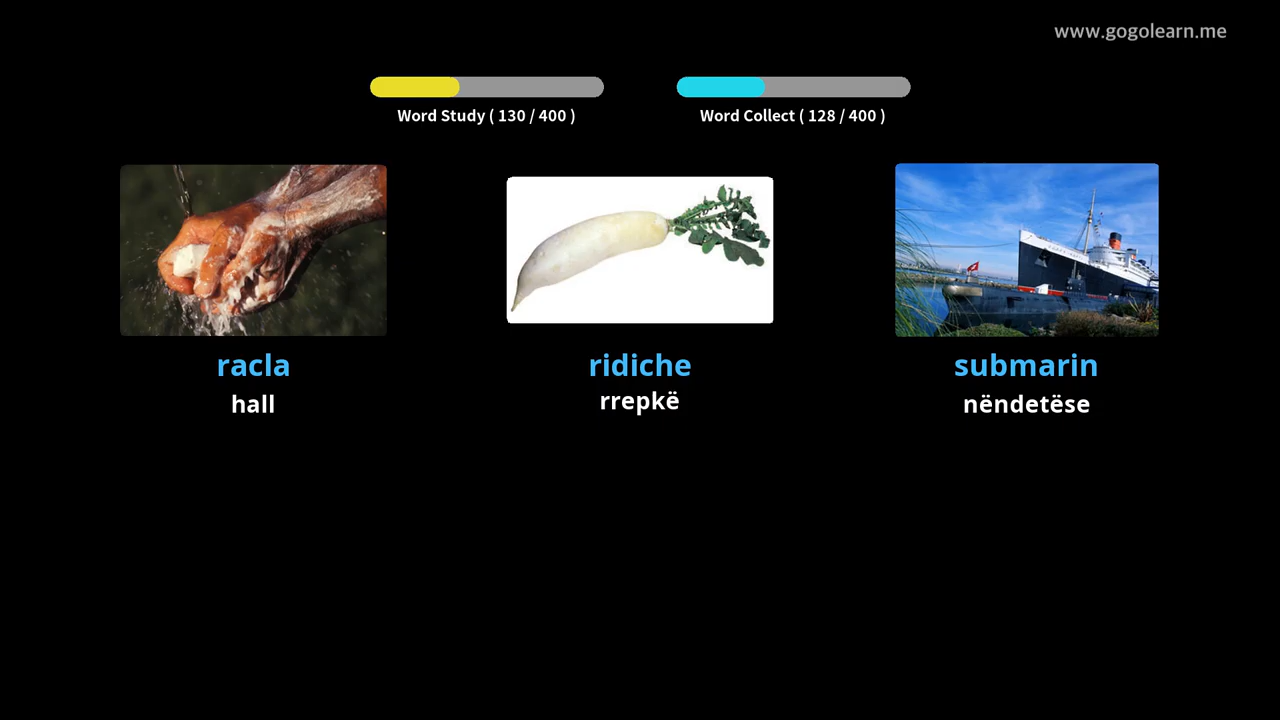 www.gogolearn.me
Word Study ( 130 / 400 )
Word Collect ( 128 / 400 )
racla
ridiche
submarin
hall
rrepkë
nëndetëse